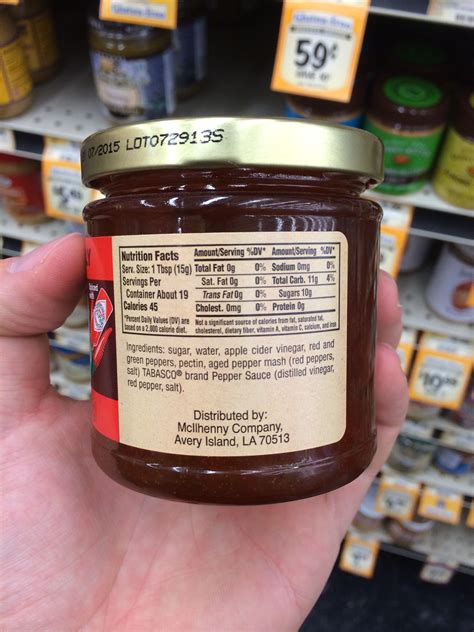 07/2015 LOT072913S
59¢
Nutrition Facts
Serv. Size: 1 Tbsp (15g)
Servings Per
Container About 19
Calories 45
*Percent Daily Values (DV) are
based on a 2,000 calorie diet.
Amount/Serving %DV*
Total Fat 0g 0%
Sat. Fat 0g 0%
Trans Fat 0g
Cholest. 0mg 0%
Amount/Serving %DV*
Sodium 0mg 0%
Total Carb. 11g 4%
Sugars 10g
Protein 0g
Not a significant source of calories from fat, saturated fat,
cholesterol, dietary fiber, vitamin A, vitamin C, calcium, and iron
Ingredients: sugar, water, apple cider vinegar, red and
green peppers, pectin, aged pepper mash (red peppers,
salt) TABASCO® brand Pepper Sauce (distilled vinegar,
red pepper, salt).
Distributed by:
McIlhenny Company,
Avery Island, LA 70513